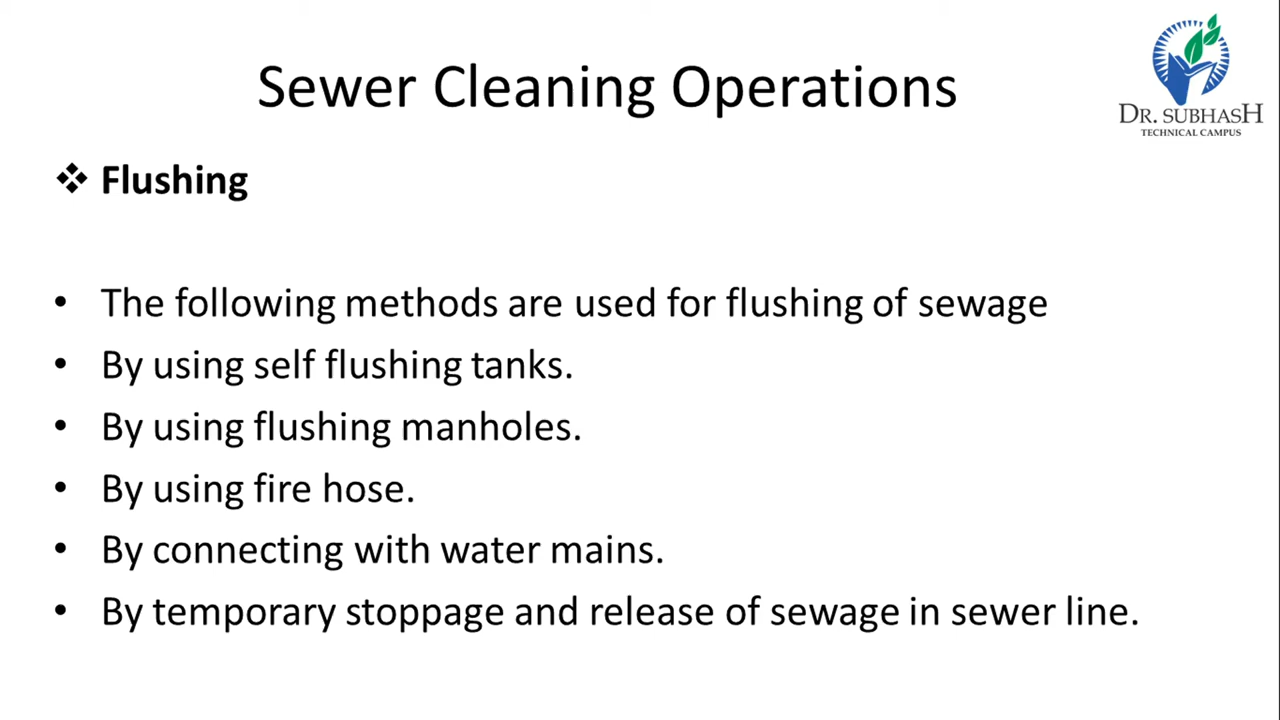 Sewer Cleaning Operations
DR. SUBHASH
TECHNICAL CAMPUS
❖ Flushing
• The following methods are used for flushing of sewage
• By using self flushing tanks.
• By using flushing manholes.
• By using fire hose.
• By connecting with water mains.
• By temporary stoppage and release of sewage in sewer line.